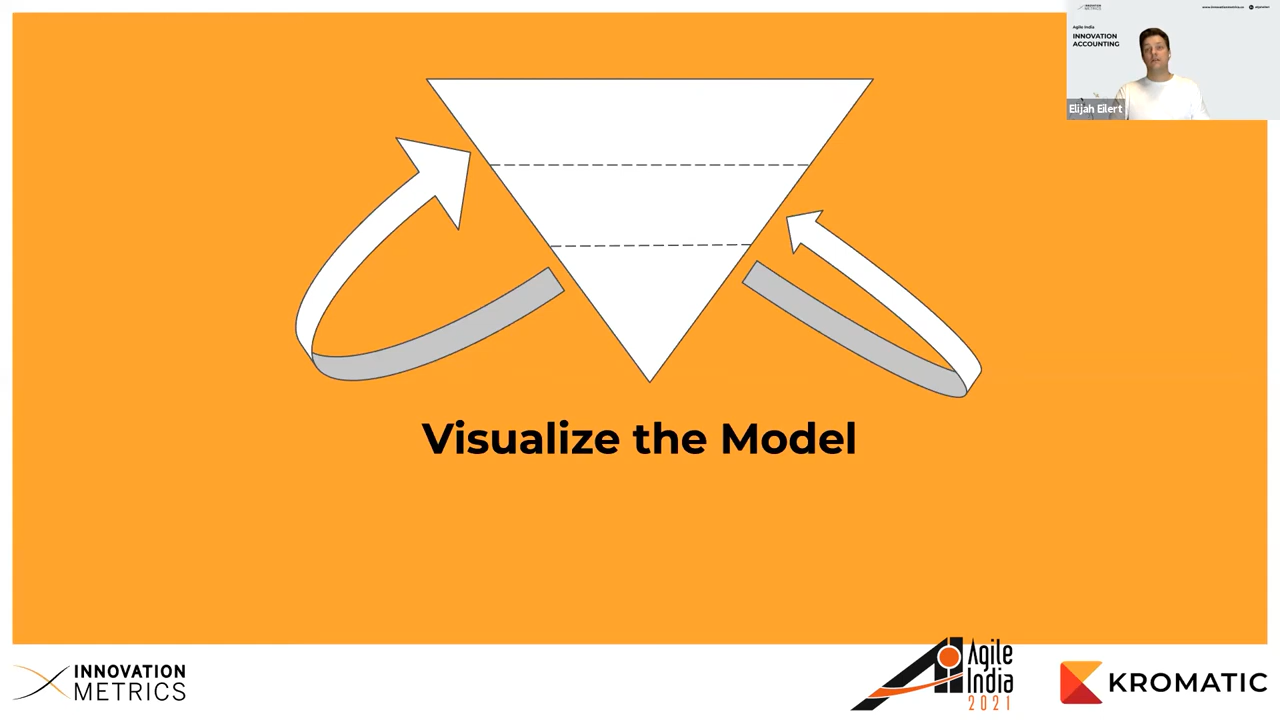 Agile India
INNOVATION
ACCOUNTING
Elijah Eilert
Visualize the Model
INNOVATION
METRICS
Agile
India
2021
KROMATIC